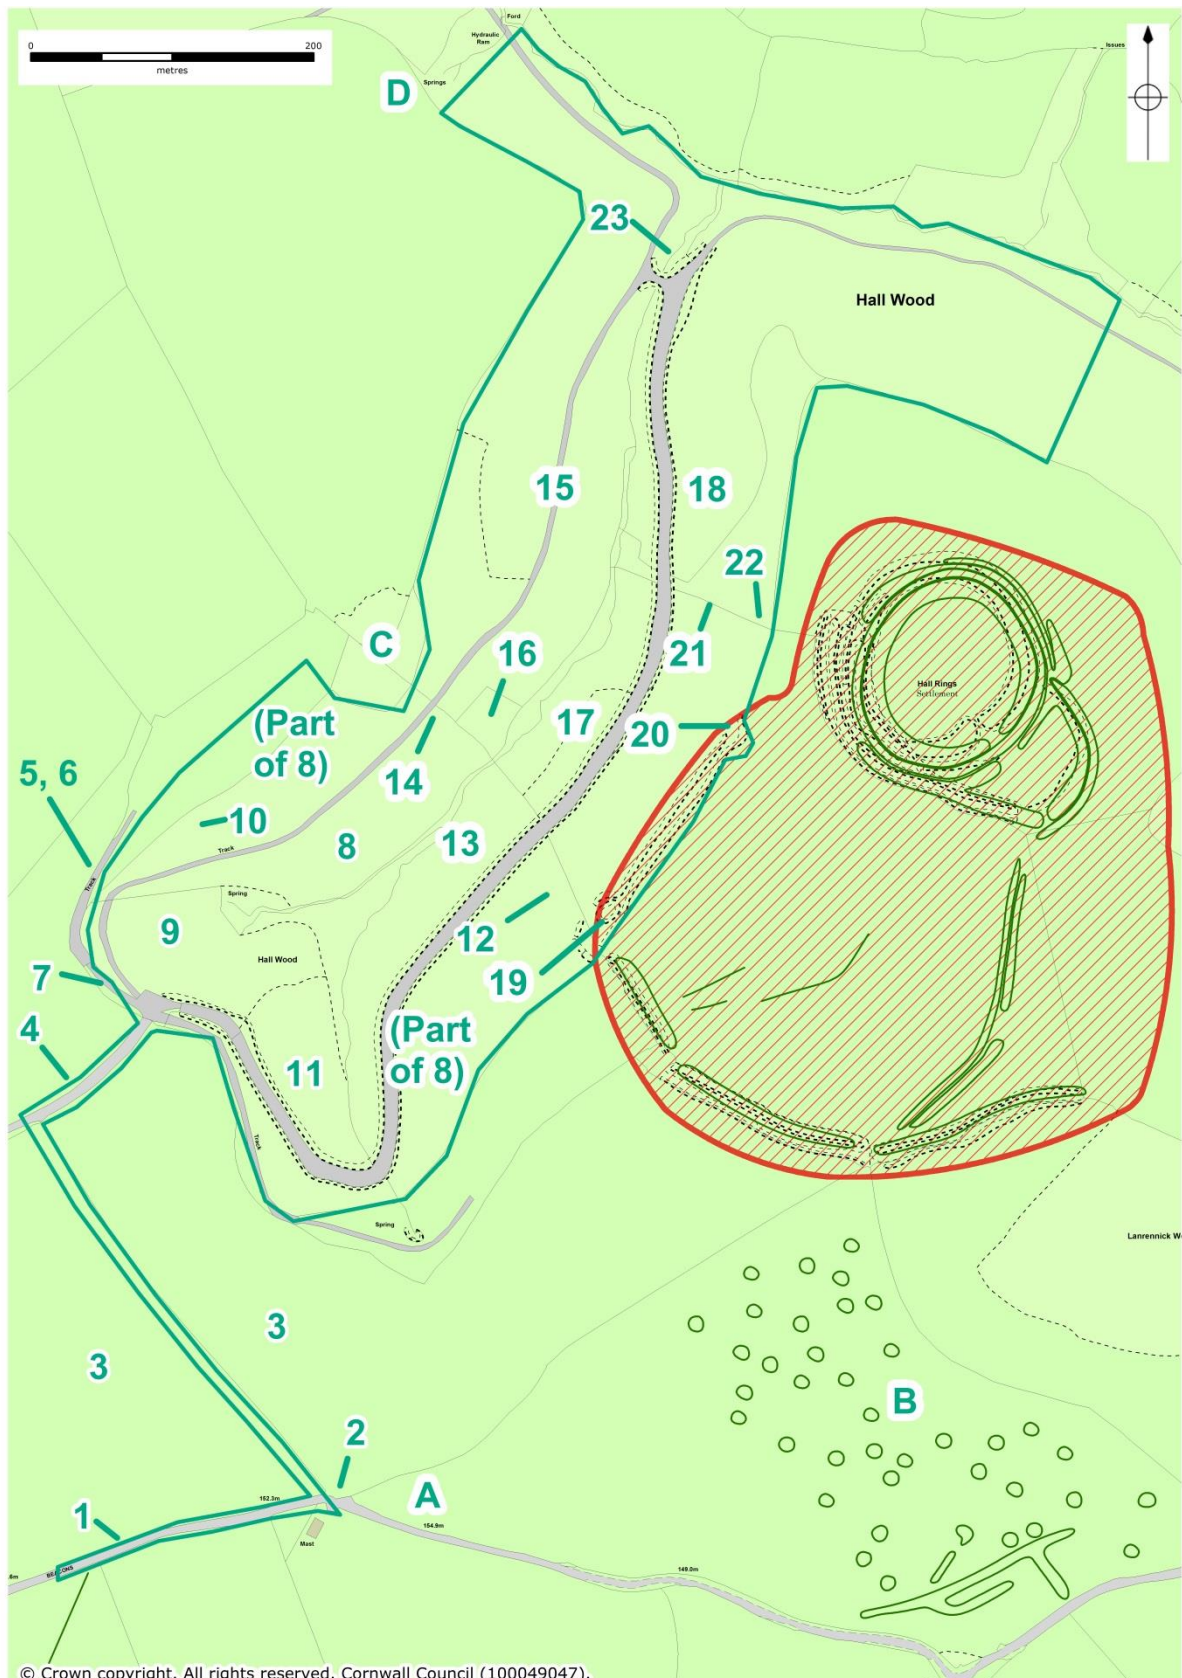 Ford
Hydraulic
Ram
0
200
metres
Issues
Springs
D
23
Hall Wood
15
18
22
C
16
21
Hall Rings
Settlement
(Part
of 8)
17
20
5, 6
14
10
8
13
Track
Track
Spring
9
12
Hall Wood
19
7
4
(Part
of 8)
11
Track
Spring
Lanrennick W
3
3
B
2
A
1
152.3m
154.9m
Mast
149.0m
.8m
BEACONS
© Crown copyright. All rights reserved. Cornwall Council (100049047).